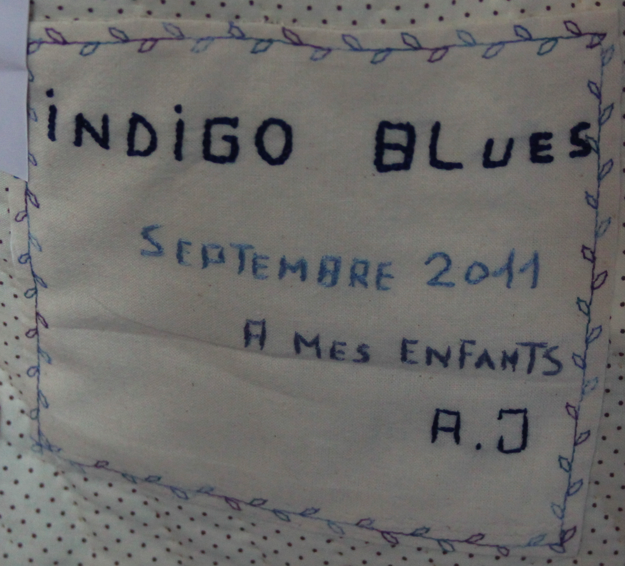 iNDiGO BLUES
SEPTEMBRE 2011
A MES ENFANTS
A.J